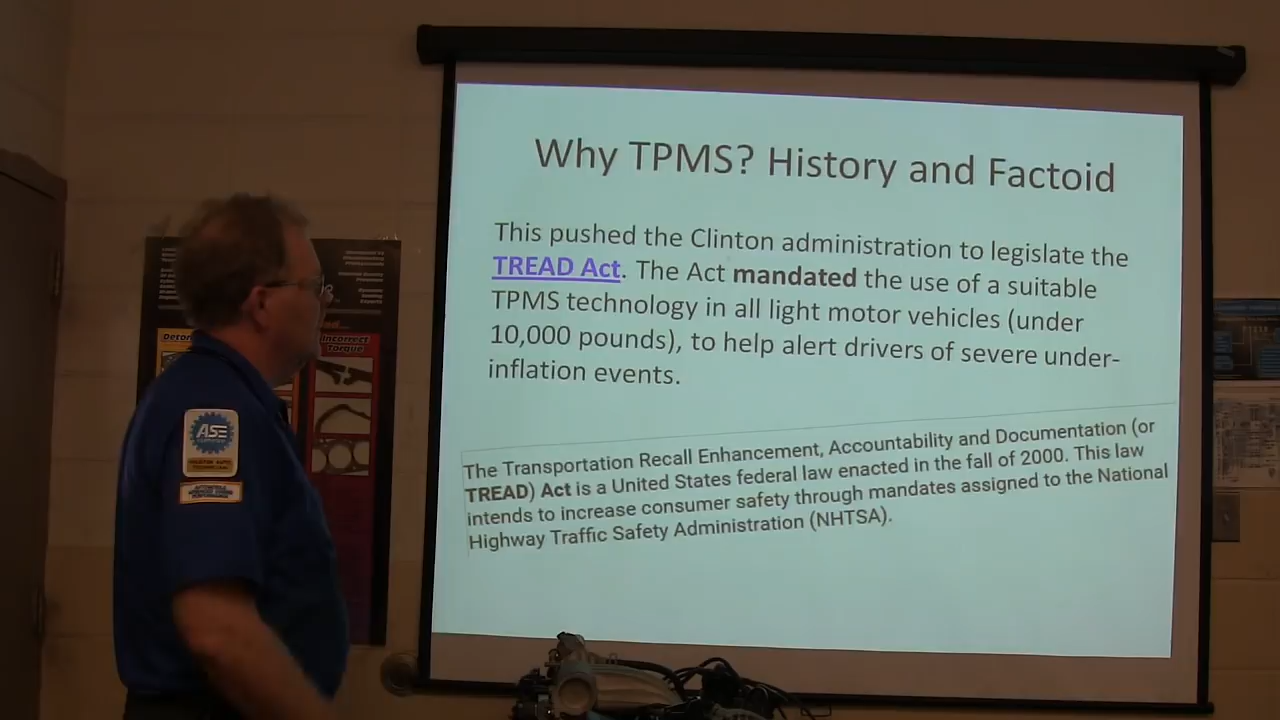 Why TPMS? History and Factoid
This pushed the Clinton administration to legislate the
TREAD Act. The Act mandated the use of a suitable
TPMS technology in all light motor vehicles (under
10,000 pounds), to help alert drivers of severe under-
inflation events.
The Transportation Recall Enhancement, Accountability and Documentation (or
TREAD) Act is a United States federal law enacted in the fall of 2000. This law
intends to increase consumer safety through mandates assigned to the National
Highway Traffic Safety Administration (NHTSA).
ASE
Incorrect
Torque